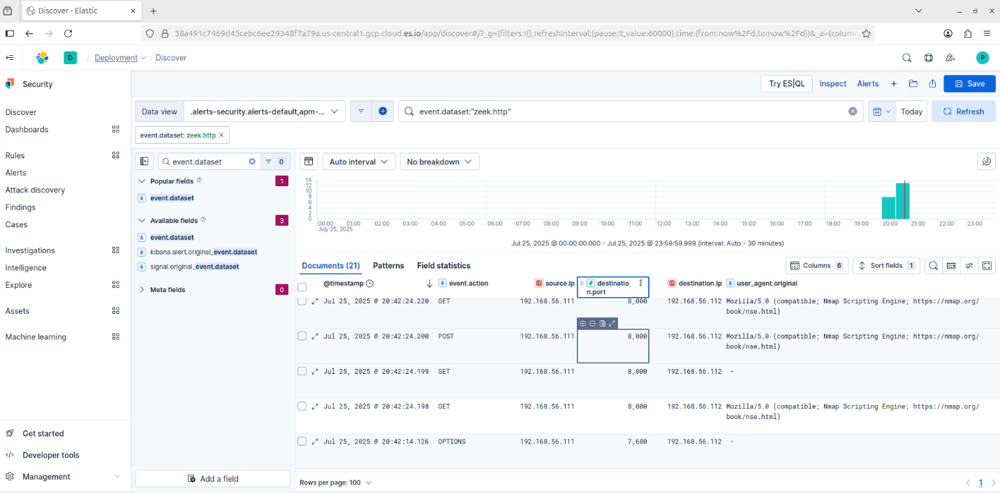 Discover - Elastic
38a491c7469d45cebc6ee29348f7a79a.us-central1.gcp.cloud.es.io/app/discover#/?_g=(filters:!(),refreshInterval:(pause:!t,value:60000),time:(from:now%2Fd,to:now%2Fd))&_a=(colum
D / Deployment / Discover P
Security
Try ES|QL Inspect Alerts Save
Discover
Dashboards
Rules
Alerts
Attack discovery
Findings
Cases
Investigations
Intelligence
Explore
Assets
Machine learning
Get started
Developer tools
Management
Data view .alerts-security.alerts-default,apm-... event.dataset:"zeek.http" Today Refresh
event.dataset: zeek.http
event.dataset 0
Popular fields 1
event.dataset
Available fields 3
event.dataset
kibana.alert.original_event.dataset
signal.original_event.dataset
Meta fields 0
Add a field
Auto interval No breakdown
14
12
10
8
6
4
2
0
00:00 01:00 02:00 03:00 04:00 05:00 06:00 07:00 08:00 09:00 10:00 11:00 12:00 13:00 14:00 15:00 16:00 17:00 18:00 19:00 20:00 21:00 22:00 23:00
July 25, 2025
Jul 25, 2025 @ 00:00:00.000 - Jul 25, 2025 @ 23:59:59.999 (interval: Auto - 30 minutes)
Documents (21) Patterns Field statistics Columns 6 Sort fields 1
@timestamp k event.action source.ip # destinatio destination.ip k user_agent.original
n.port
Jul 25, 2025 @ 20:42:24.220 GET 192.168.56.111 8,000 192.168.56.112 Mozilla/5.0 (compatible; Nmap Scripting Engine; https://nmap.org/
book/nse.html)
Jul 25, 2025 @ 20:42:24.200 POST 192.168.56.111 8,000 192.168.56.112 Mozilla/5.0 (compatible; Nmap Scripting Engine; https://nmap.org/
book/nse.html)
Jul 25, 2025 @ 20:42:24.199 GET 192.168.56.111 8,000 192.168.56.112 -
Jul 25, 2025 @ 20:42:24.198 GET 192.168.56.111 8,000 192.168.56.112 Mozilla/5.0 (compatible; Nmap Scripting Engine; https://nmap.org/
book/nse.html)
Jul 25, 2025 @ 20:42:14.126 OPTIONS 192.168.56.111 7,680 192.168.56.112 -
Rows per page: 100 1